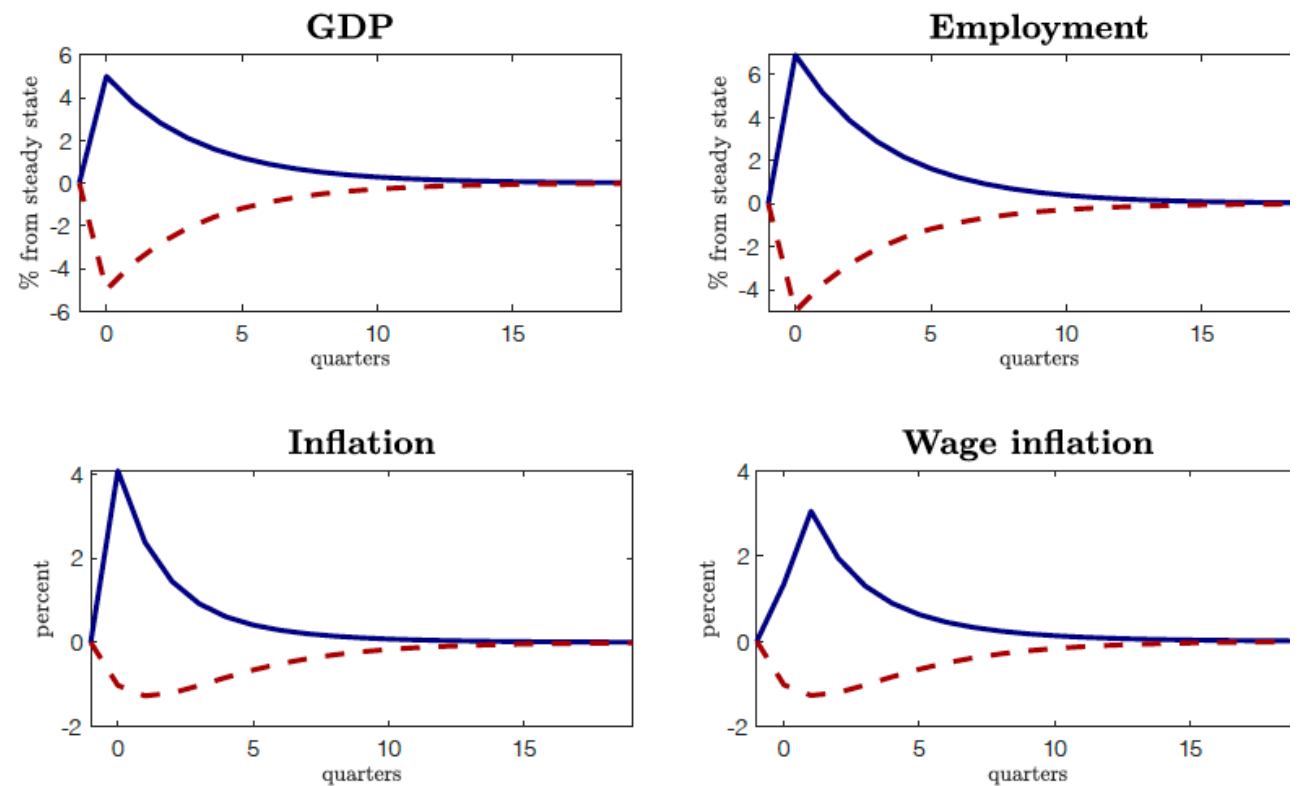 GDP
% from steady state
6
4
2
0
-2
-4
-6
0 5 10 15
quarters
Employment
% from steady state
6
4
2
0
-2
-4
0 5 10 15
quarters
Inflation
percent
4
2
0
-2
0 5 10 15
quarters
Wage inflation
percent
4
2
0
-2
0 5 10 15
quarters